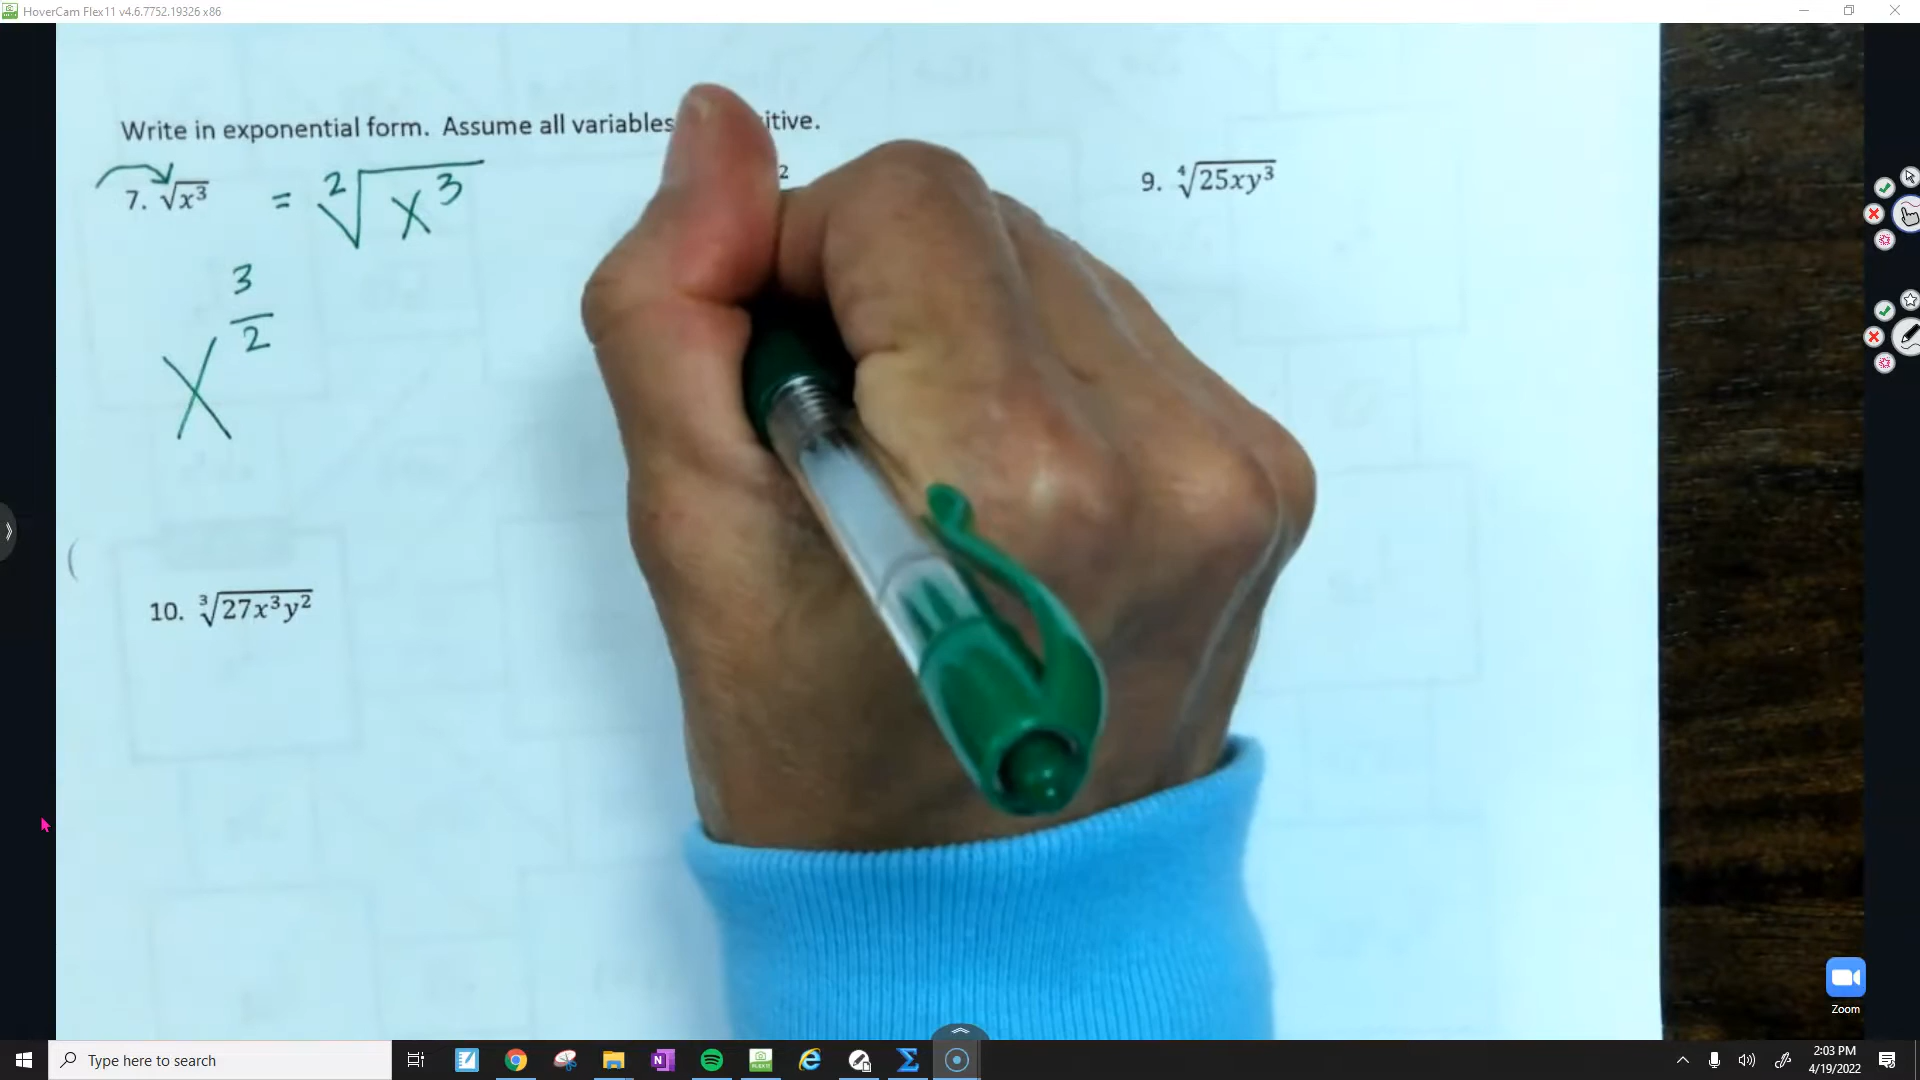 HoverCam Flex11 v4.6.7752.19326 x86
Write in exponential form. Assume all variables itive.
7. √x³ = ²√x³
2
9. ⁴√25xy³
x^(3/2)
(
10. ³√27x³y²
Zoom
Type here to search
2:03 PM
4/19/2022